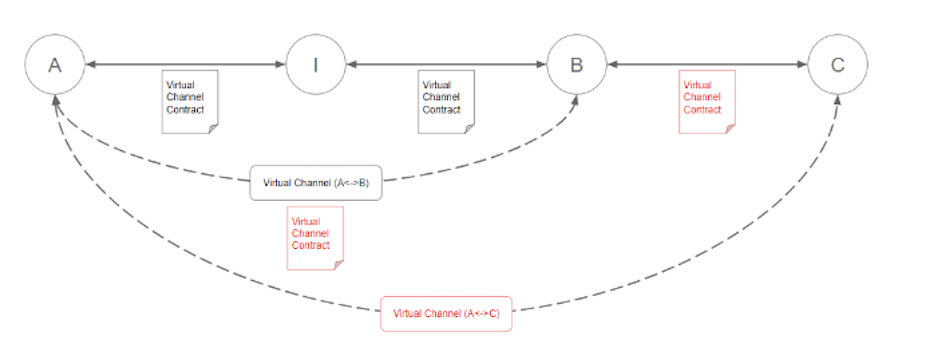 A
I
B
C
Virtual
Channel
Contract
Virtual
Channel
Contract
Virtual
Channel
Contract
Virtual Channel (A<->B)
Virtual
Channel
Contract
Virtual Channel (A<->C)